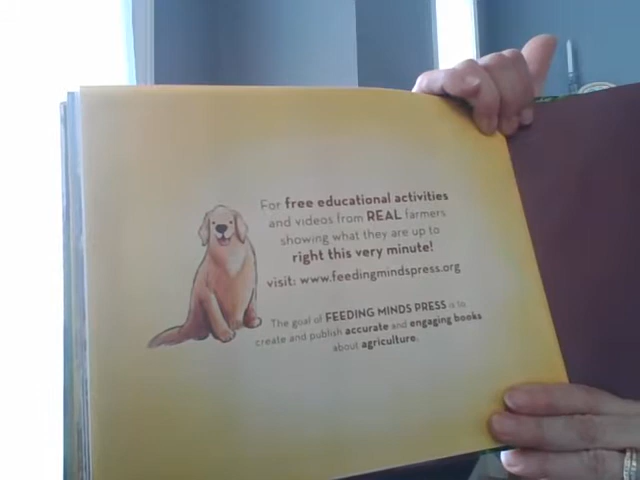 For free educational activities
and videos from REAL farmers
showing what they are up to
right this very minute!
visit: www.feedingmindspress.org
The goal of FEEDING MINDS PRESS is to
create and publish accurate and engaging books
about agriculture.